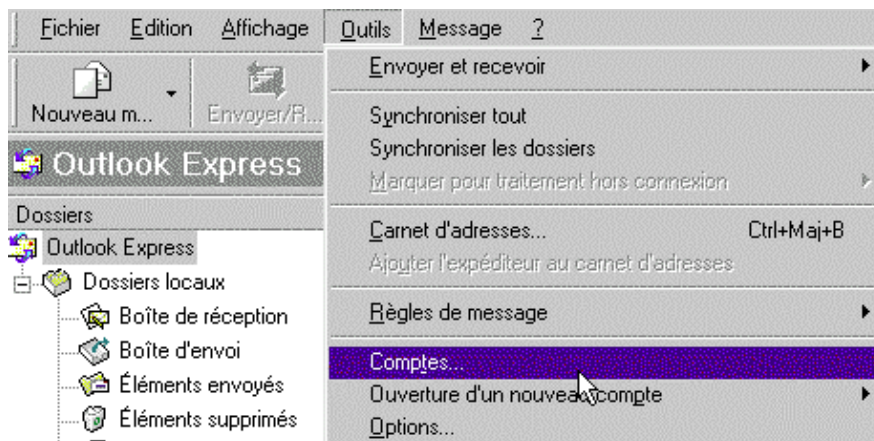 Fichier Edition Affichage Outils Message ?
Nouveau m... Envoyer/R...
Outlook Express
Dossiers
Outlook Express
Dossiers locaux
Boîte de réception
Boîte d'envoi
Éléments envoyés
Éléments supprimés
Envoyer et recevoir
Synchroniser tout
Synchroniser les dossiers
Marquer pour traitement hors connexion
Carnet d'adresses... Ctrl+Maj+B
Ajouter l'expéditeur au carnet d'adresses
Règles de message
Comptes...
Ouverture d'un nouveau compte
Options...